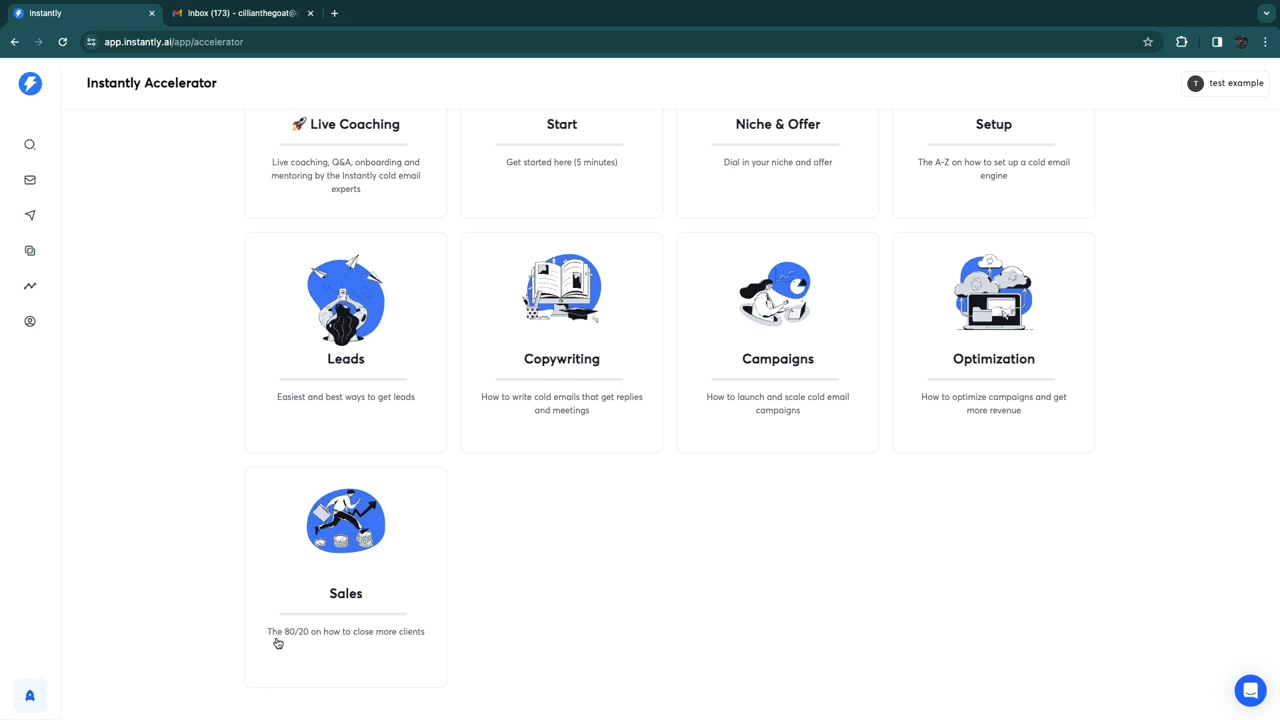 Instantly
Inbox (173) - cillianthegoat@
app.instantly.ai/app/accelerator
Instantly Accelerator
T
test example
🚀 Live Coaching
Live coaching, Q&A, onboarding and
mentoring by the Instantly cold email
experts
Start
Get started here (5 minutes)
Niche & Offer
Dial in your niche and offer
Setup
The A-Z on how to set up a cold email
engine
Leads
Easiest and best ways to get leads
Copywriting
How to write cold emails that get replies
and meetings
Campaigns
How to launch and scale cold email
campaigns
Optimization
How to optimize campaigns and get
more revenue
Sales
The 80/20 on how to close more clients